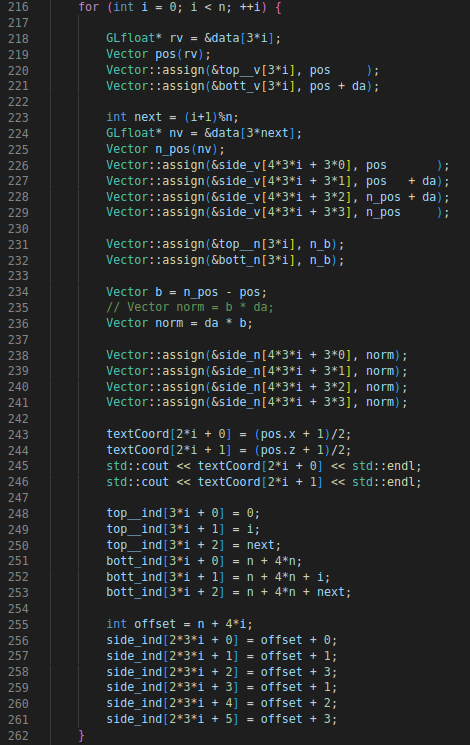 216 for (int i = 0; i < n; ++i) {
217
218 GLfloat* rv = &data[3*i];
219 Vector pos(rv);
220 Vector::assign(&top__v[3*i], pos      );
221 Vector::assign(&bott_v[3*i], pos + da);
222
223 int next = (i+1)%n;
224 GLfloat* nv = &data[3*next];
225 Vector n_pos(nv);
226 Vector::assign(&side_v[4*3*i + 3*0], pos        );
227 Vector::assign(&side_v[4*3*i + 3*1], pos   + da);
228 Vector::assign(&side_v[4*3*i + 3*2], n_pos + da);
229 Vector::assign(&side_v[4*3*i + 3*3], n_pos      );
230
231 Vector::assign(&top__n[3*i], n_b);
232 Vector::assign(&bott_n[3*i], n_b);
233
234 Vector b = n_pos - pos;
235 // Vector norm = b * da;
236 Vector norm = da * b;
237
238 Vector::assign(&side_n[4*3*i + 3*0], norm);
239 Vector::assign(&side_n[4*3*i + 3*1], norm);
240 Vector::assign(&side_n[4*3*i + 3*2], norm);
241 Vector::assign(&side_n[4*3*i + 3*3], norm);
242
243 textCoord[2*i + 0] = (pos.x + 1)/2;
244 textCoord[2*i + 1] = (pos.z + 1)/2;
245 std::cout << textCoord[2*i + 0] << std::endl;
246 std::cout << textCoord[2*i + 1] << std::endl;
247
248 top__ind[3*i + 0] = 0;
249 top__ind[3*i + 1] = i;
250 top__ind[3*i + 2] = next;
251 bott_ind[3*i + 0] = n + 4*n;
252 bott_ind[3*i + 1] = n + 4*n + i;
253 bott_ind[3*i + 2] = n + 4*n + next;
254
255 int offset = n + 4*i;
256 side_ind[2*3*i + 0] = offset + 0;
257 side_ind[2*3*i + 1] = offset + 1;
258 side_ind[2*3*i + 2] = offset + 3;
259 side_ind[2*3*i + 3] = offset + 1;
260 side_ind[2*3*i + 4] = offset + 2;
261 side_ind[2*3*i + 5] = offset + 3;
262 }